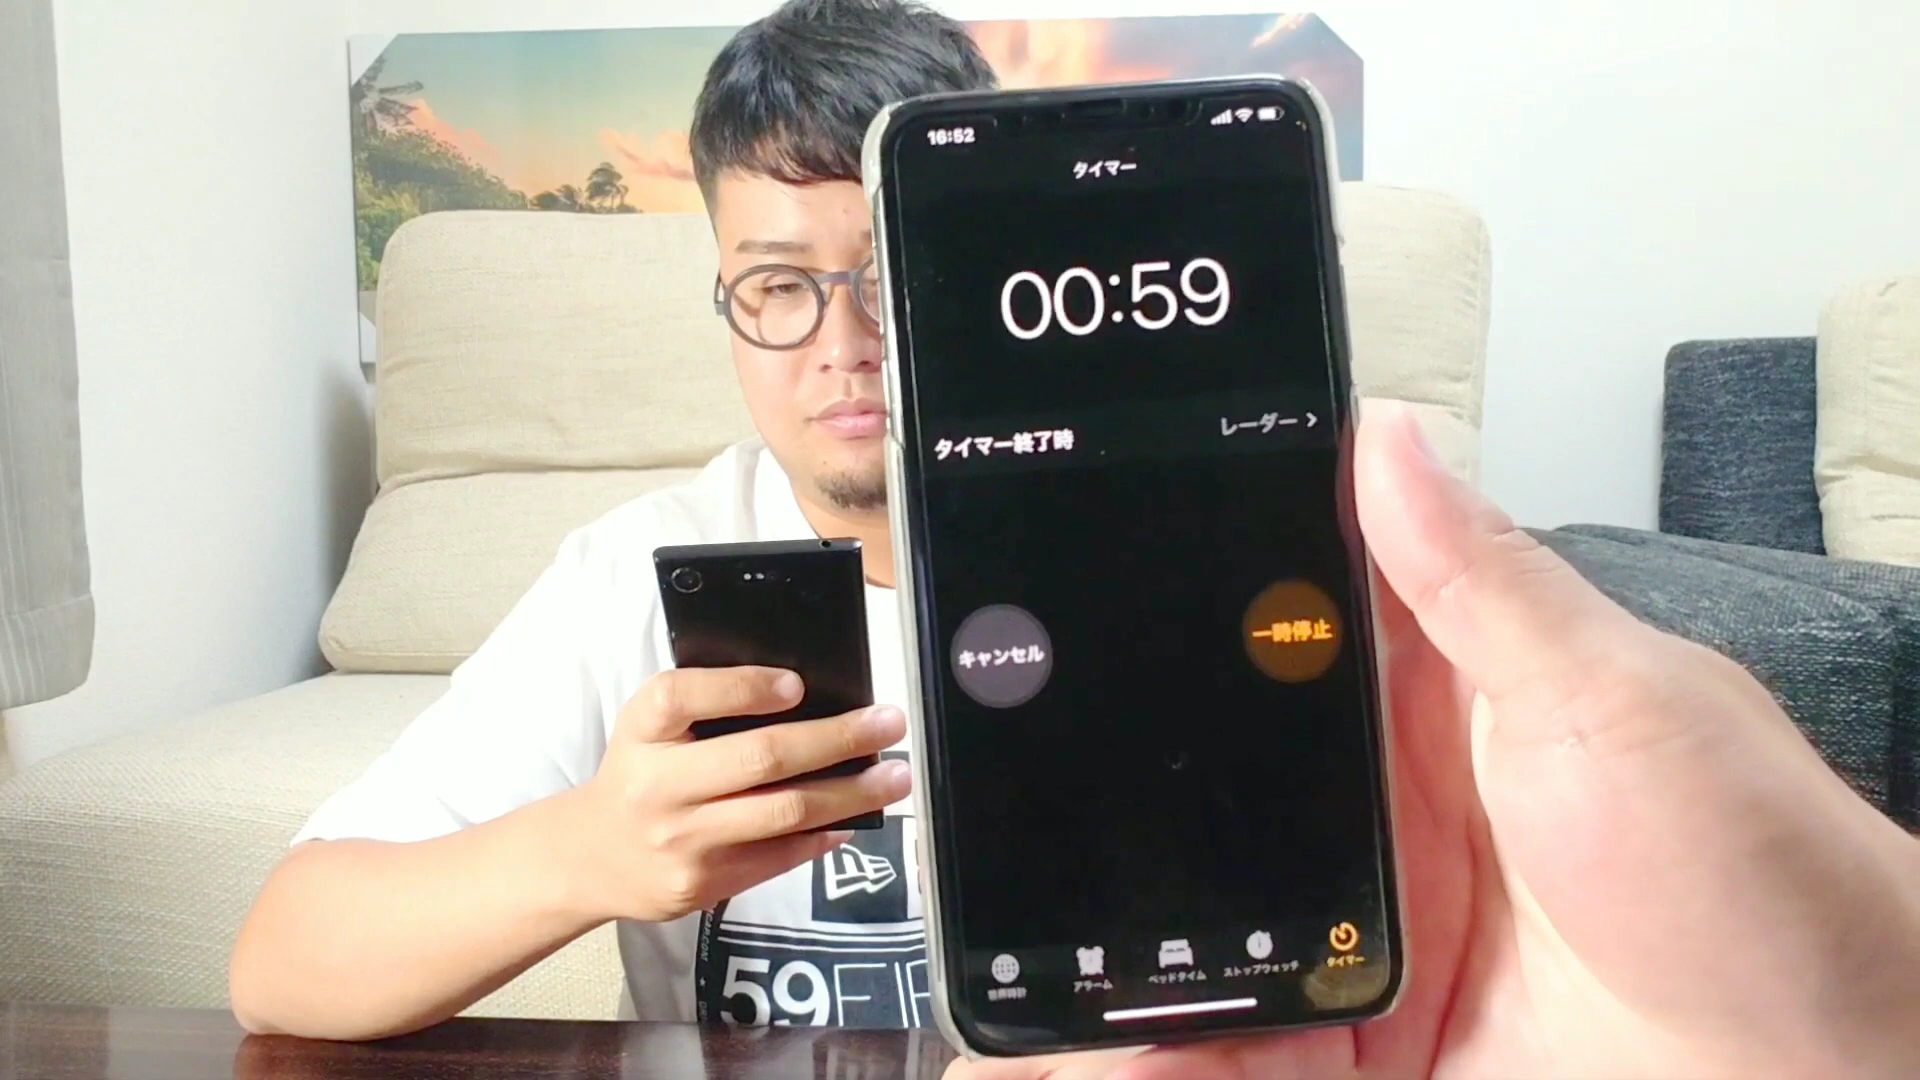 16:52
タイマー
00:59
タイマー終了時
レーダー >
キャンセル
一時停止
世界時計
アラーム
ベッドタイム
ストップウォッチ
タイマー
59FIF